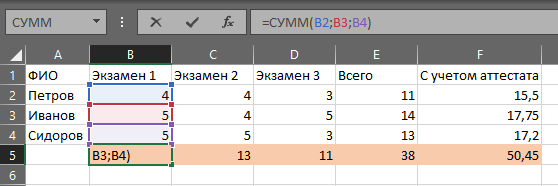 СУММ =СУММ(B2;B3;B4)
A B C D E F
1 ФИО Экзамен 1 Экзамен 2 Экзамен 3 Всего С учетом аттестата
2 Петров 4 4 3 11 15,5
3 Иванов 5 4 5 14 17,75
4 Сидоров 5 5 3 13 17,2
5 B3;B4) 13 11 38 50,45